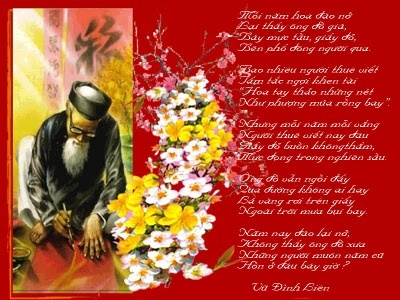 Mỗi năm hoa đào nở
Lại thấy ông đồ già,
Bày mực tầu, giấy đỏ,
Bên phố đông người qua.
Bao nhiêu người thuê viết
Tấm tắc ngợi khen tài
"Hoa tay thảo những nét
Như phượng múa rồng bay".
Nhưng mỗi năm mỗi vắng
Người thuê viết nay đâu
Giấy đỏ buồn khôngthắm,
Mực đọng trong nghiên sầu.
Ông đồ vẫn ngồi đấy
Qua đường không ai hay
Lá vàng rơi trên giấy
Ngoài trời mưa bụi bay.
Năm nay đào lại nở,
Không thấy ông đồ xưa
Những người muôn năm cũ
Hồn ở đâu bây giờ ?
Vũ Đình Liên